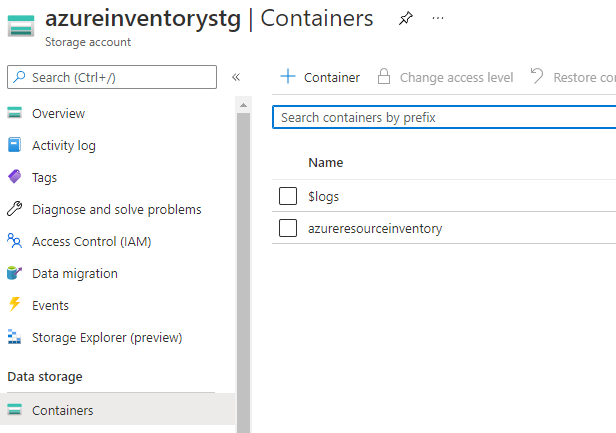 azureinventorystg | Containers
Storage account
Search (Ctrl+/)
Overview
Activity log
Tags
Diagnose and solve problems
Access Control (IAM)
Data migration
Events
Storage Explorer (preview)
Data storage
Containers
Container
Change access level
Restore co
Search containers by prefix
Name
$logs
azureresourceinventory